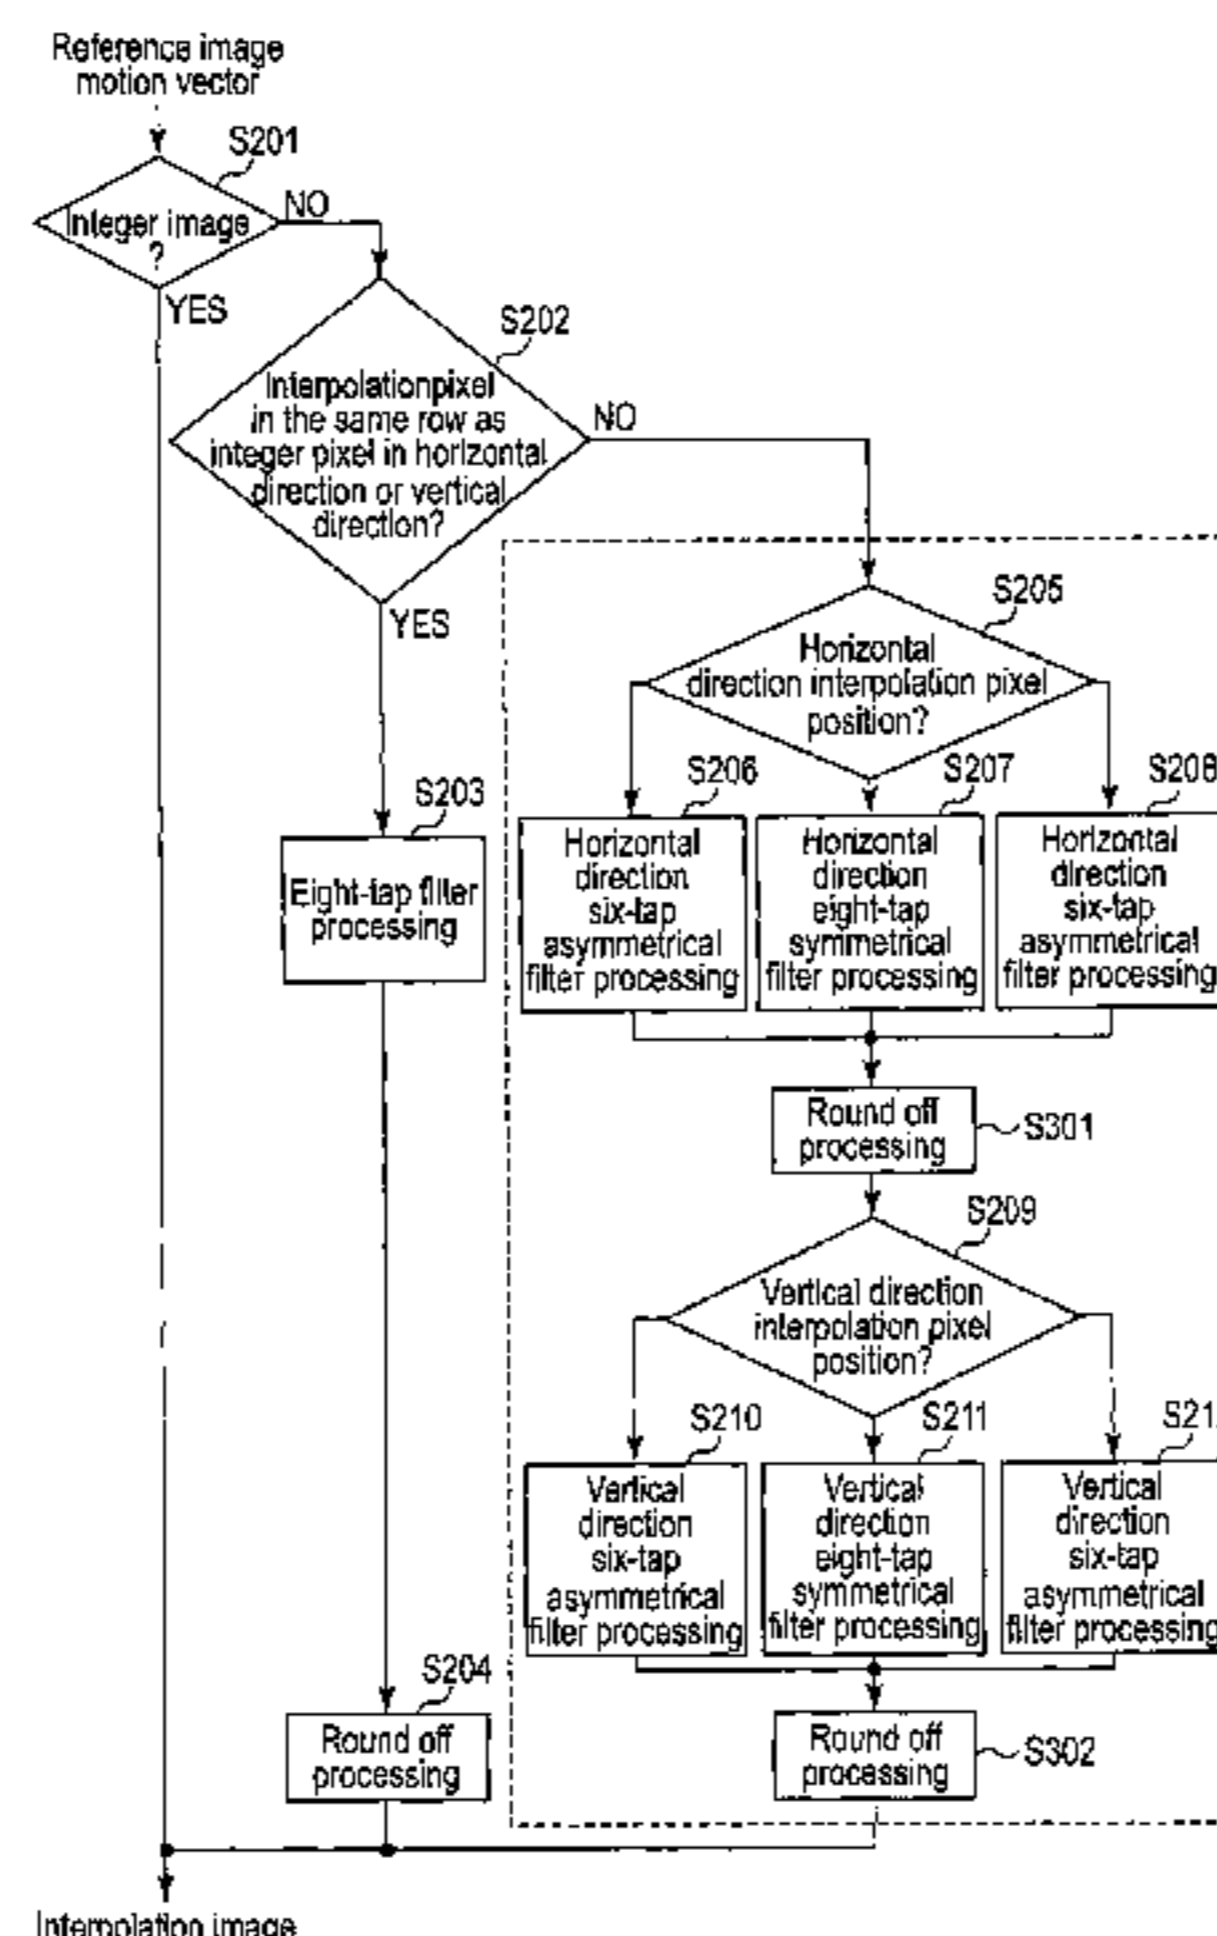 Reference image
motion vector
S201
Integer image
?
NO
YES
S202
Interpolationpixel
in the same row as
integer pixel in horizontal
direction or vertical
direction?
NO
YES
S205
Horizontal
direction interpolation pixel
position?
S203
Eight-tap filter
processing
S206
Horizontal
direction
six-tap
asymmetrical
filter processing
S207
Horizontal
direction
eight-tap
symmetrical
filter processing
S208
Horizontal
direction
six-tap
asymmetrical
filter processing
Round off
processing
S301
S209
Vertical direction
interpolation pixel
position?
S210
Vertical
direction
six-tap
asymmetrical
filter processing
S211
Vertical
direction
eight-tap
symmetrical
filter processing
Vertical
direction
six-tap
asymmetrical
filter processing
S204
Round off
processing
Round off
processing
S302
Interpolation image